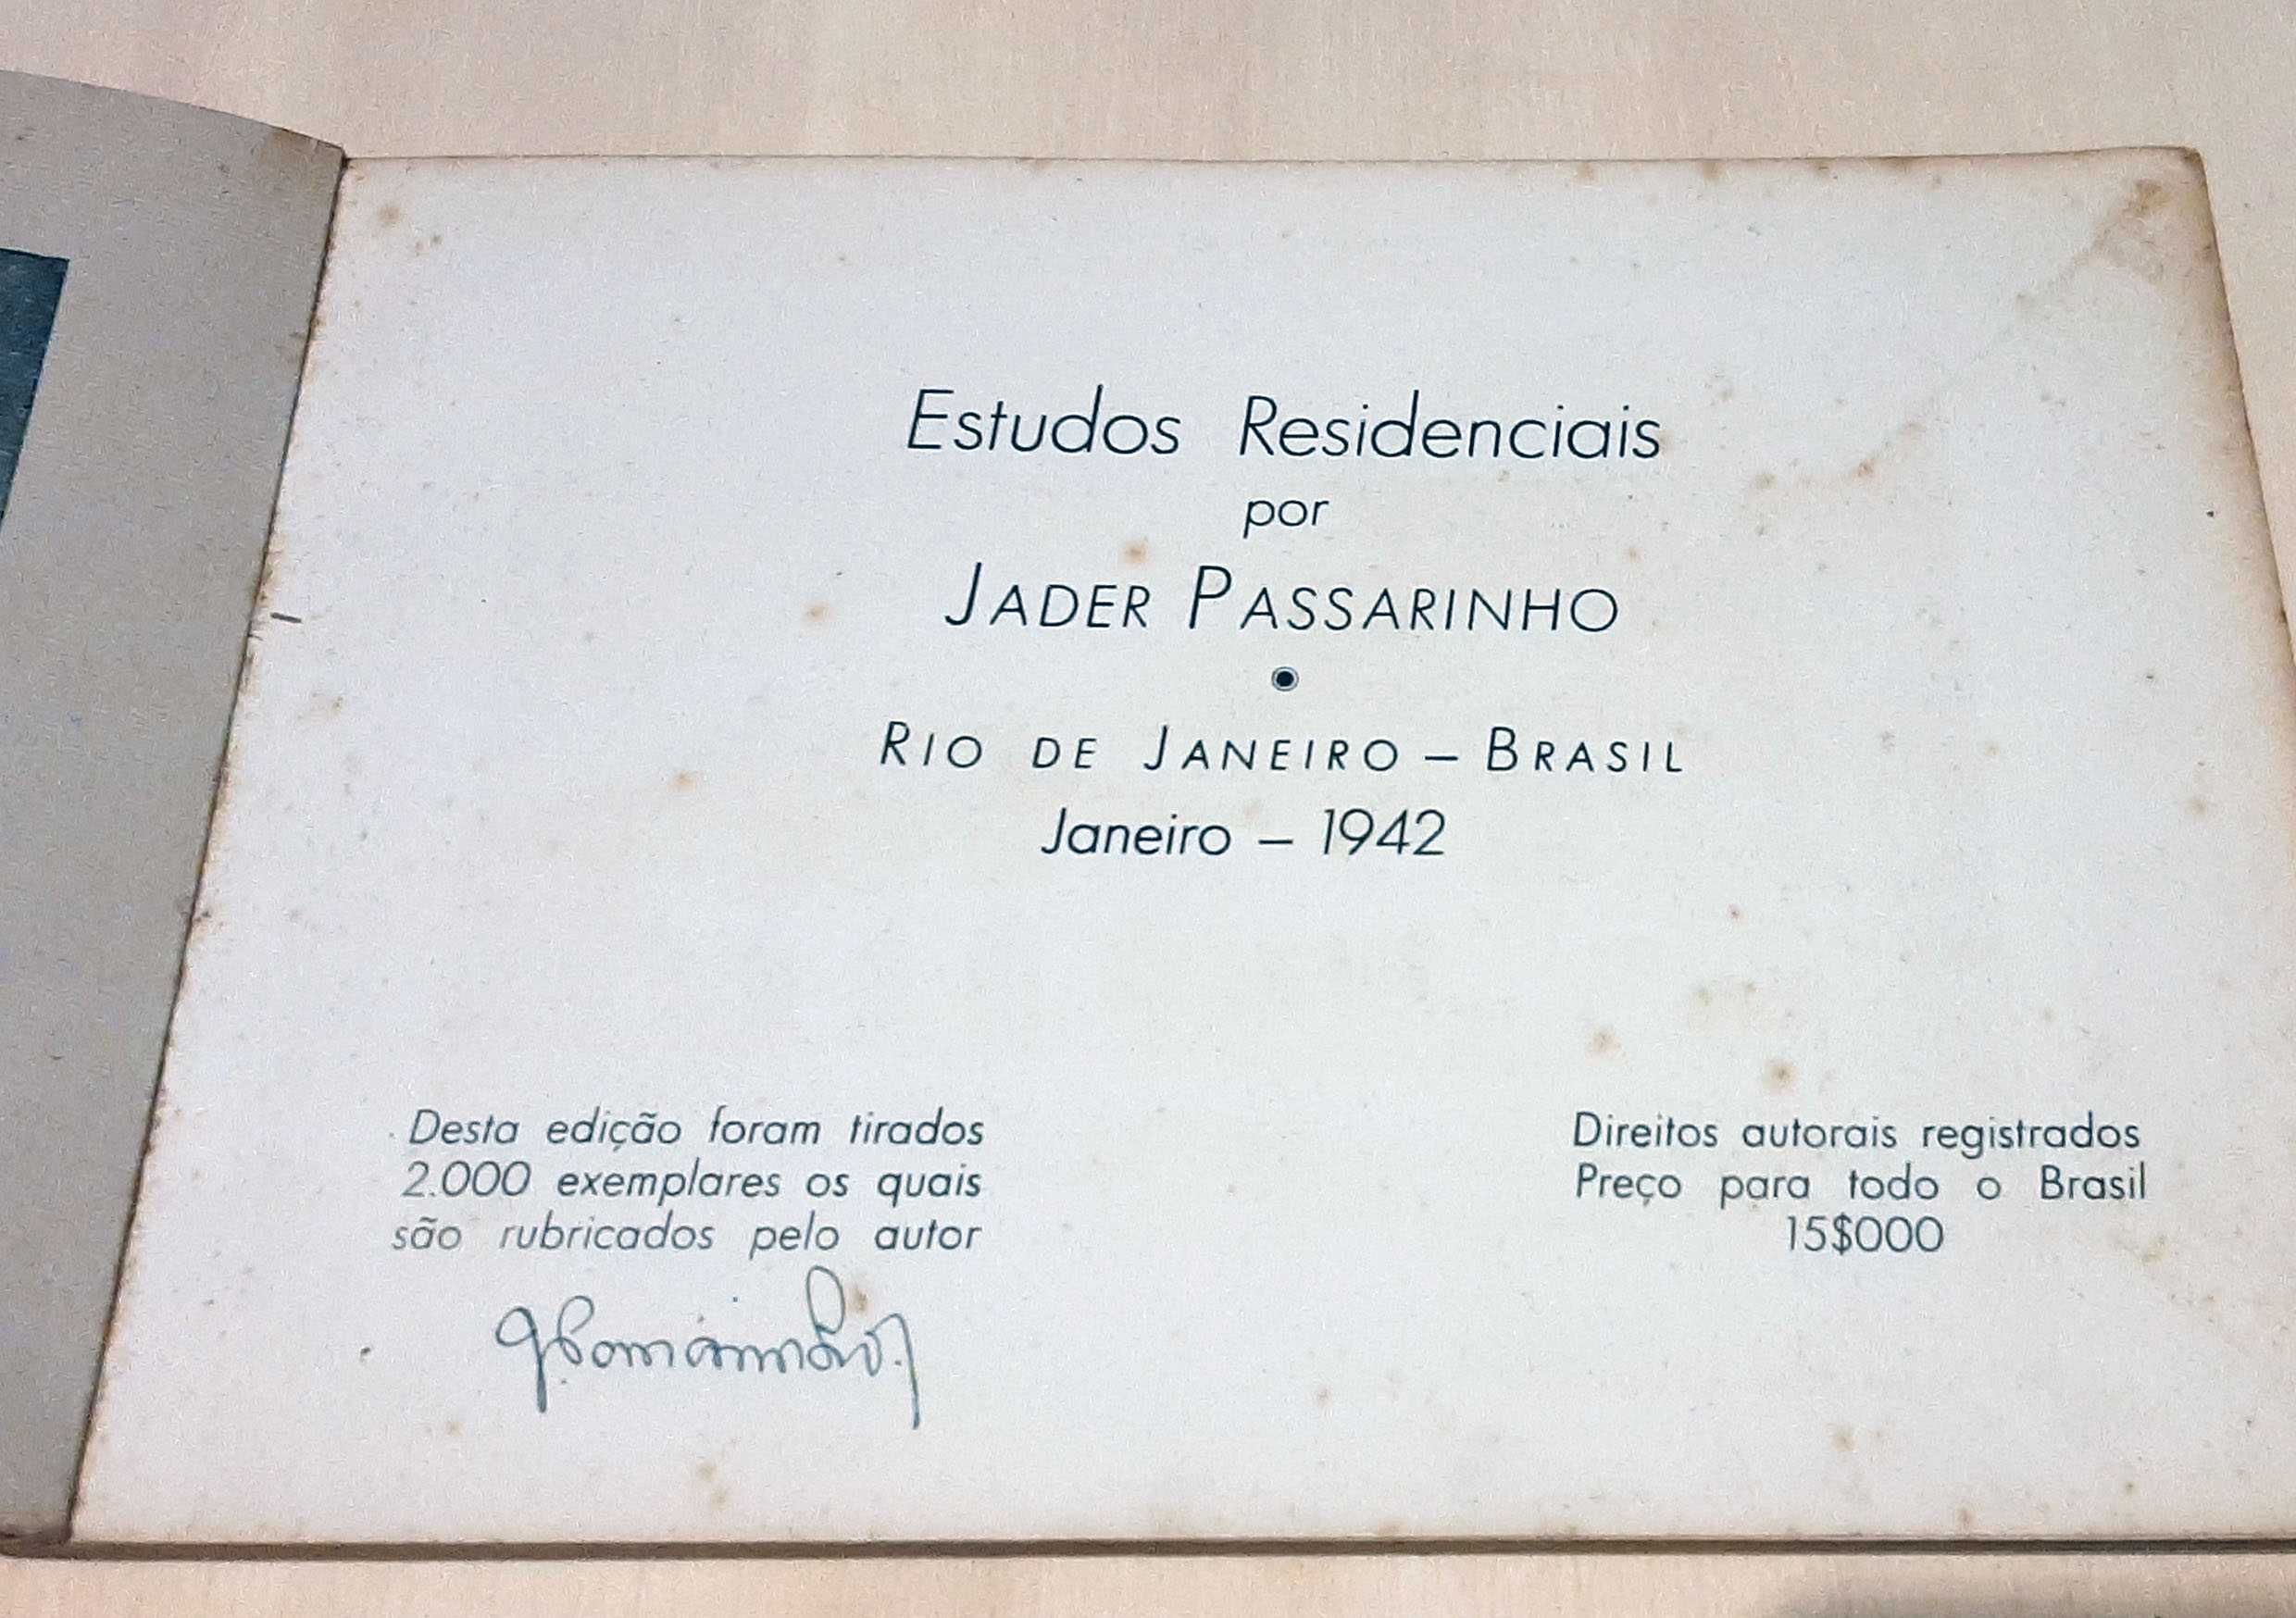 Estudos Residenciais
por
JADER PASSARINHO
RIO DE JANEIRO – BRASIL
Janeiro – 1942
Desta edição foram tirados
2.000 exemplares os quais
são rubricados pelo autor
Direitos autorais registrados
Preço para todo o Brasil
15$000